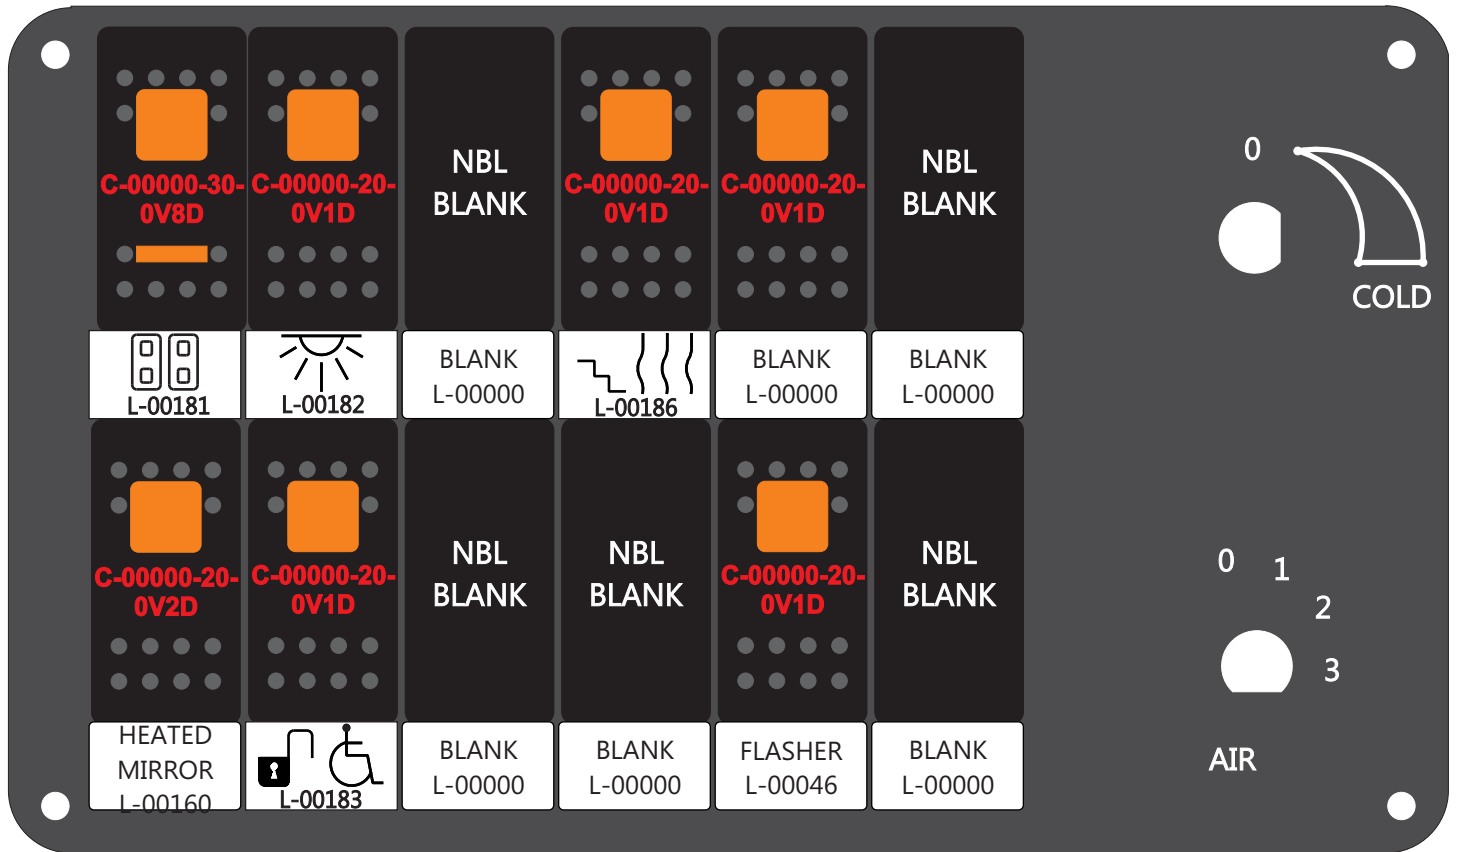 C-00000-30-
0V8D
C-00000-20-
0V1D
NBL
BLANK
C-00000-20-
0V1D
C-00000-20-
0V1D
NBL
BLANK
0
COLD
L-00181
L-00182
BLANK
L-00000
L-00186
BLANK
L-00000
BLANK
L-00000
C-00000-20-
0V2D
C-00000-20-
0V1D
NBL
BLANK
NBL
BLANK
C-00000-20-
0V1D
NBL
BLANK
0
1
2
3
HEATED
MIRROR
L-00160
L-00183
BLANK
L-00000
BLANK
L-00000
FLASHER
L-00046
BLANK
L-00000
AIR